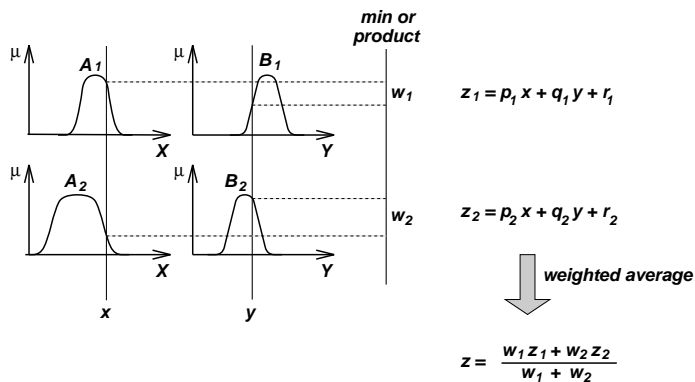 min or
product
μ A₁ μ B₁
w₁ z₁ = p₁ x + q₁ y + r₁
X Y
μ A₂ μ B₂
w₂ z₂ = p₂ x + q₂ y + r₂
X Y
weighted average
x y
z = w₁ z₁ + w₂ z₂
w₁ + w₂